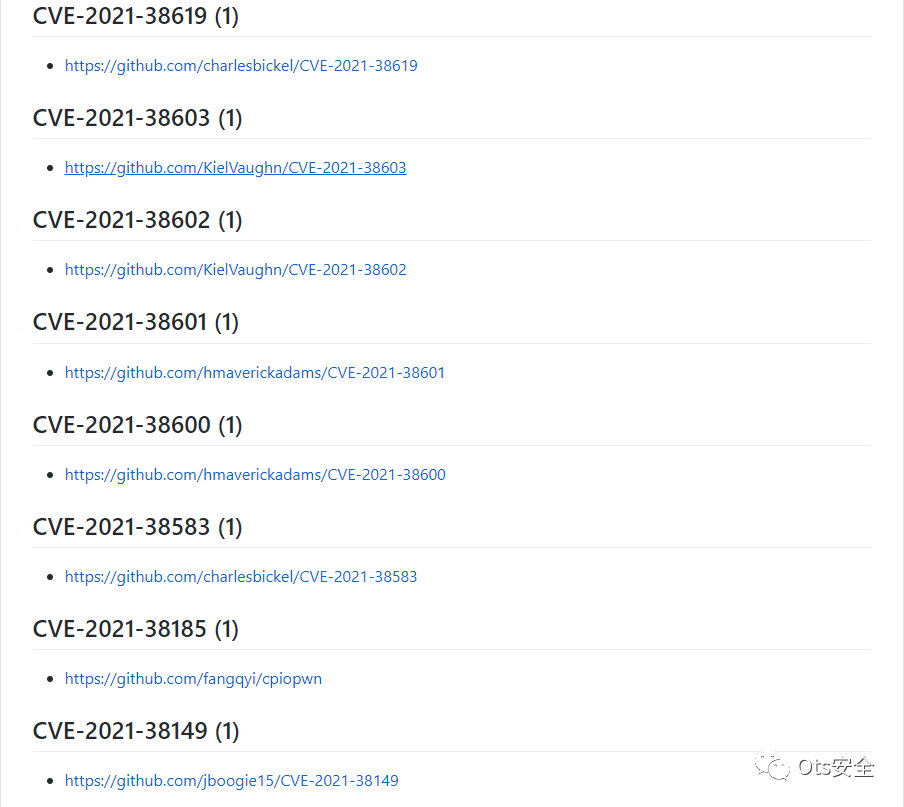 CVE-2021-38619 (1)
https://github.com/charlesbickel/CVE-2021-38619
CVE-2021-38603 (1)
https://github.com/KielVaughn/CVE-2021-38603
CVE-2021-38602 (1)
https://github.com/KielVaughn/CVE-2021-38602
CVE-2021-38601 (1)
https://github.com/hmaverickadams/CVE-2021-38601
CVE-2021-38600 (1)
https://github.com/hmaverickadams/CVE-2021-38600
CVE-2021-38583 (1)
https://github.com/charlesbickel/CVE-2021-38583
CVE-2021-38185 (1)
https://github.com/fangqyi/cpiopwn
CVE-2021-38149 (1)
https://github.com/jboogie15/CVE-2021-38149
Ots安全